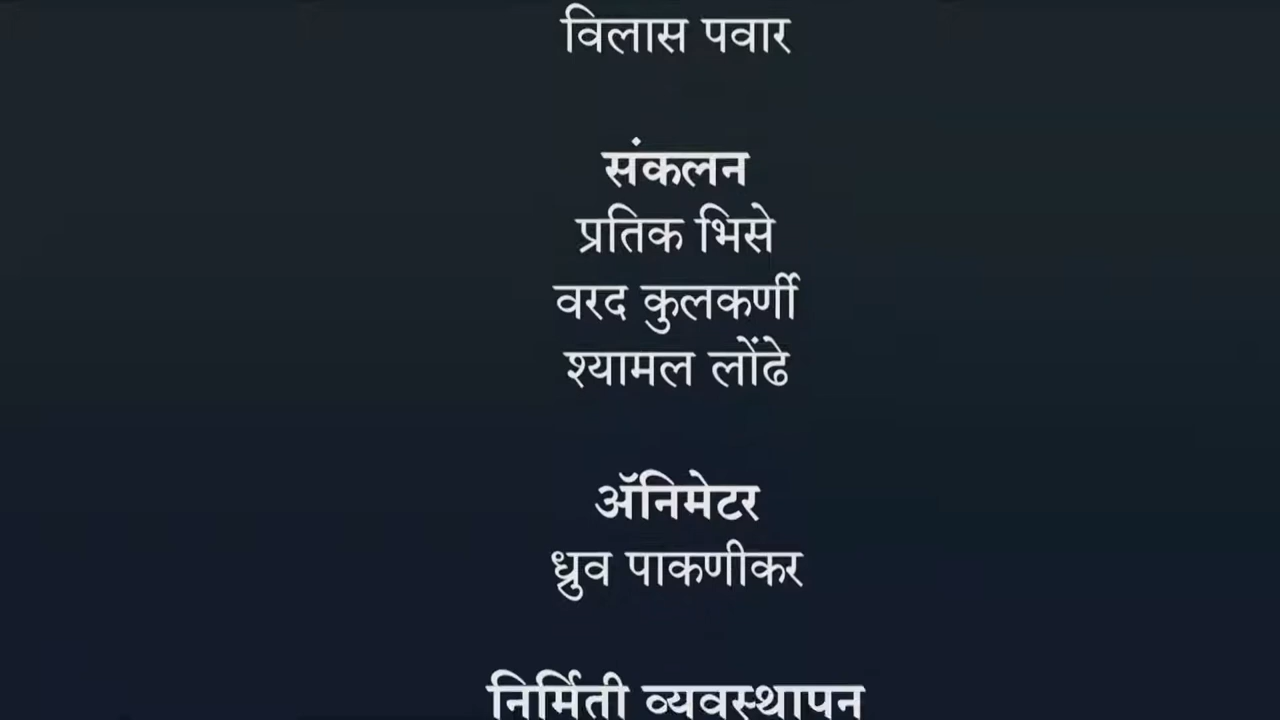 विलास पवार
संकलन
प्रतिक भिसे
वरद कुलकर्णी
श्यामल लोंढे
ॲनिमेटर
ध्रुव पाकणीकर
निर्मिती व्यवस्थापन